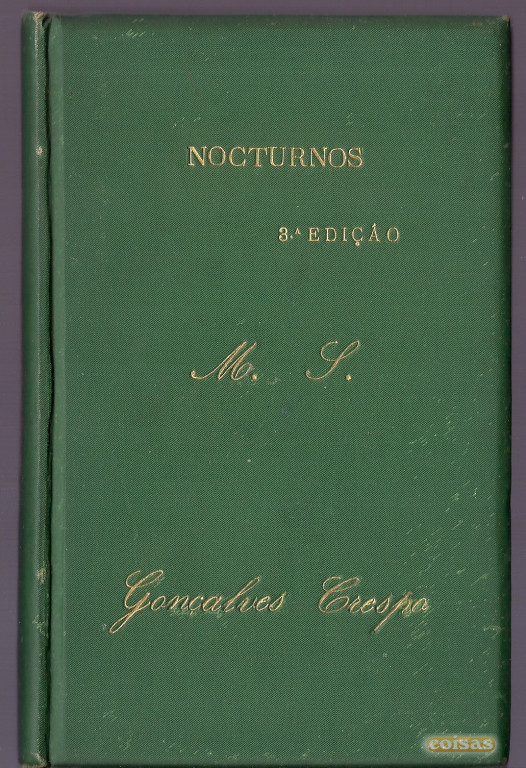 NOCTURNOS
3.ª EDIÇÃO
M. S.
Gonçalves Crespo
coisas